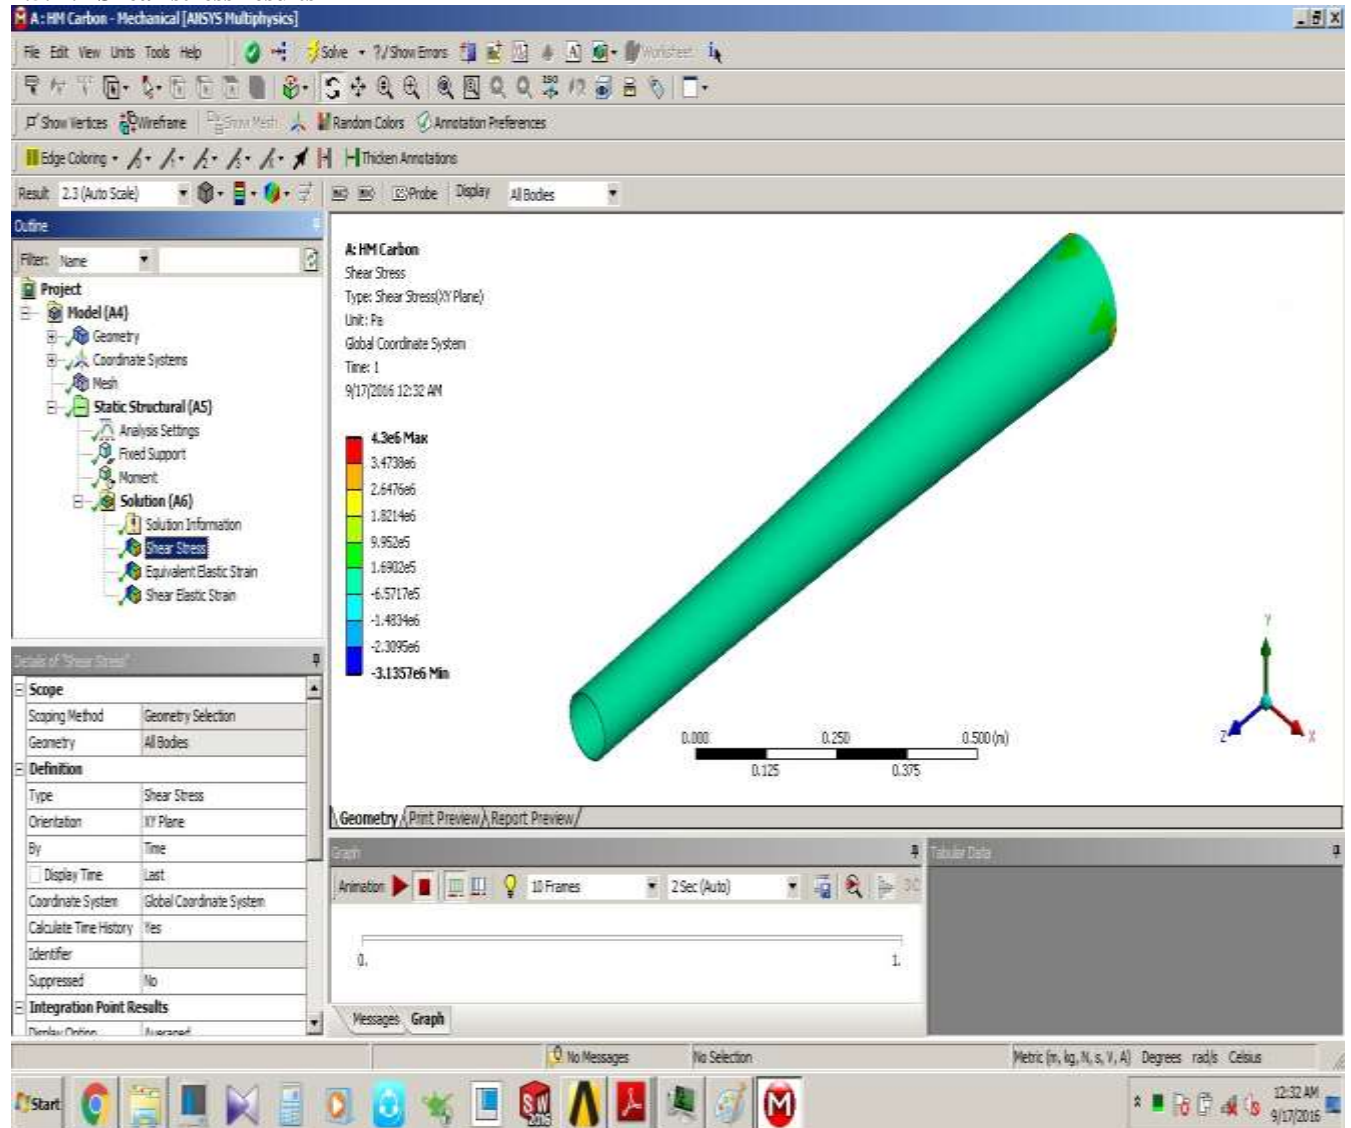 A : HM Carbon - Mechanical [ANSYS Multiphysics]
File Edit View Units Tools Help Solve ?/Show Errors Worksheet
Show Vertices Wireframe Show Mesh Random Colors Annotation Preferences
Edge Coloring Thicken Annotations
Result 2.3 (Auto Scale) Probe Display All Bodies
Outline
Filter: Name
Project
Model (A4)
Geometry
Coordinate Systems
Mesh
Static Structural (A5)
Analysis Settings
Fixed Support
Moment
Solution (A6)
Solution Information
Shear Stress
Equivalent Elastic Strain
Shear Elastic Strain
A: HM Carbon
Shear Stress
Type: Shear Stress(XY Plane)
Unit: Pa
Global Coordinate System
Time: 1
9/17/2016 12:32 AM
4.3e6 Max
3.4738e6
2.6476e6
1.8214e6
9.952e5
1.6902e5
-6.5717e5
-1.4834e6
-2.3095e6
-3.1357e6 Min
0.000 0.250 0.500 (m)
0.125 0.375
Y
Z X
Geometry Print Preview Report Preview
Details of "Shear Stress"
Scope
Scoping Method Geometry Selection
Geometry All Bodies
Definition
Type Shear Stress
Orientation XY Plane
By Time
Display Time Last
Coordinate System Global Coordinate System
Calculate Time History Yes
Identifier
Suppressed No
Integration Point Results
Display Option Averaged
Graph
Animation 10 Frames 2 Sec (Auto)
0. 1.
Messages Graph
Tabular Data
No Messages No Selection Metric (m, kg, N, s, V, A) Degrees rad/s Celsius
Start
SW
2016
12:32 AM
9/17/2016